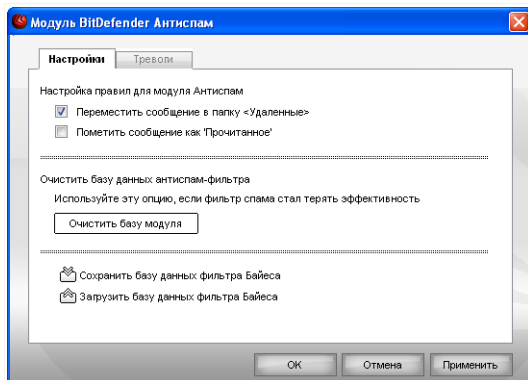 Модуль BitDefender Антиспам
Настройки Тревоги
Настройка правил для модуля Антиспам
Переместить сообщение в папку <Удаленные>
Пометить сообщение как 'Прочитанное'
Очистить базу данных антиспам-фильтра
Используйте эту опцию, если фильтр спама стал терять эффективность
Очистить базу модуля
Сохранить базу данных фильтра Байеса
Загрузить базу данных фильтра Байеса
OK Отмена Применить